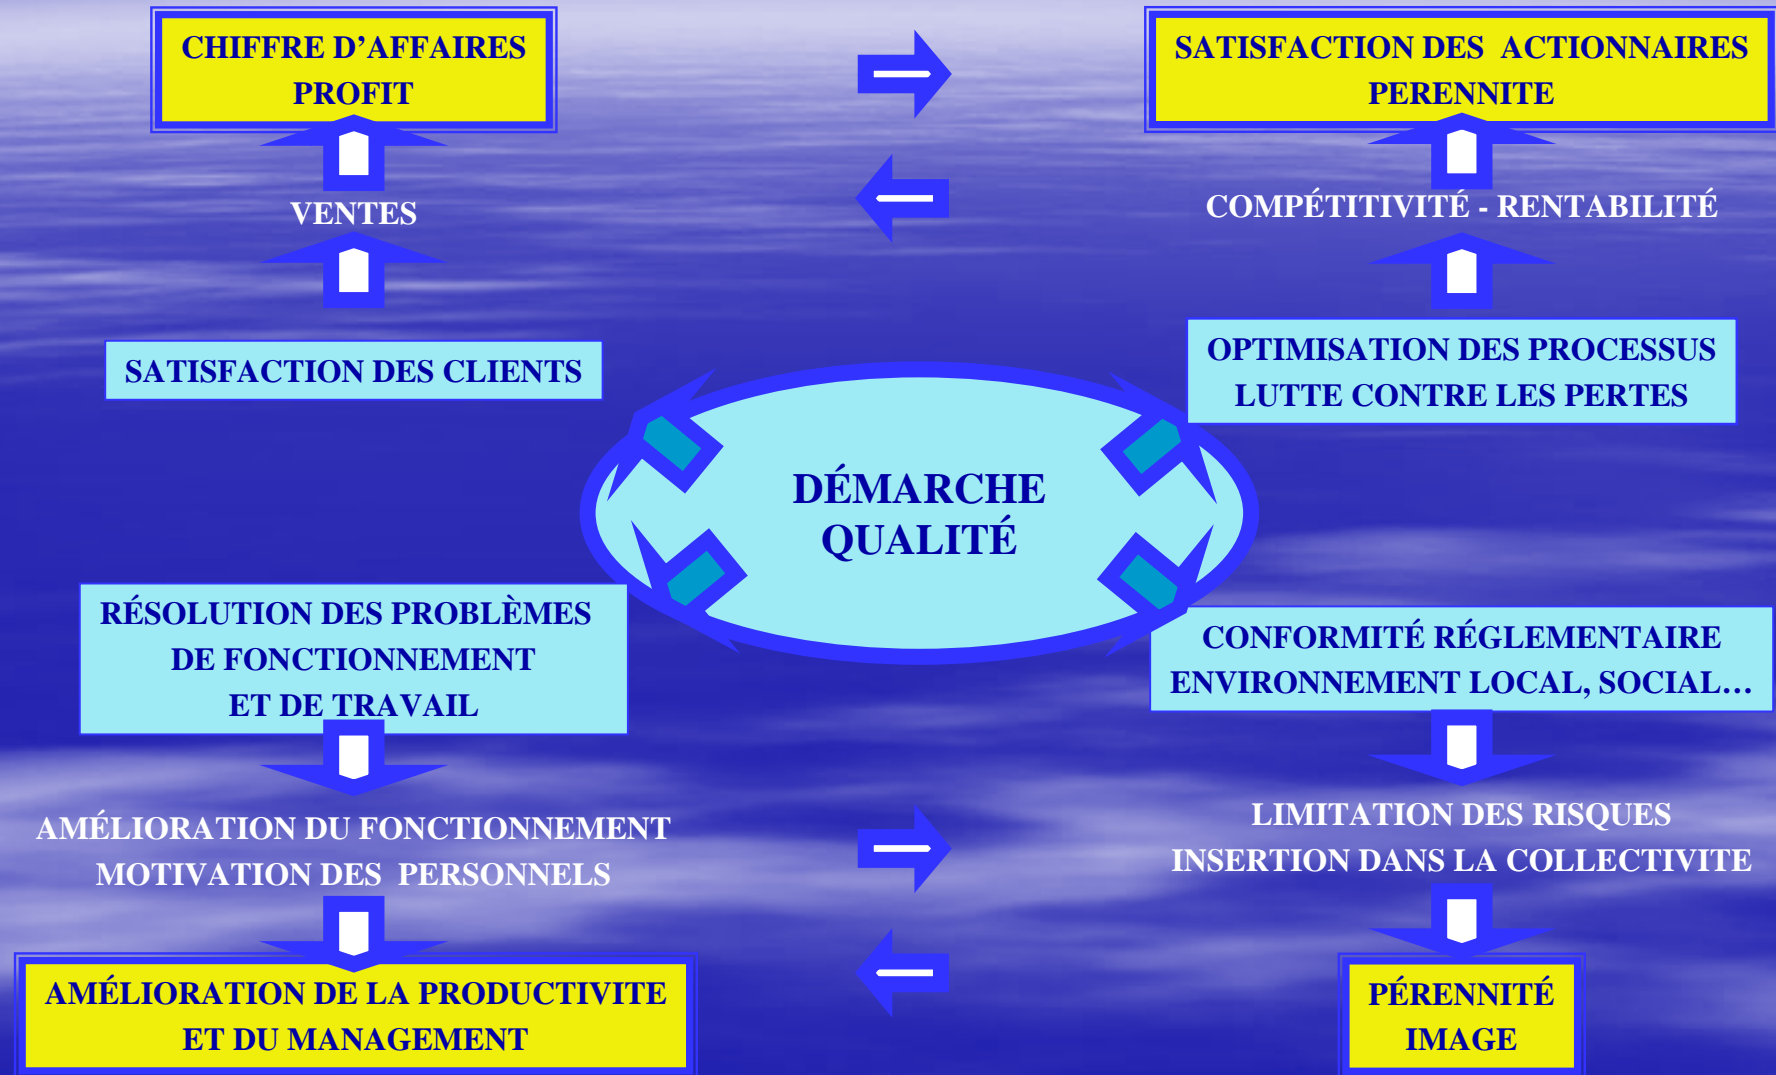 CHIFFRE D’AFFAIRES
PROFIT
SATISFACTION DES ACTIONNAIRES
PERENNITE
VENTES
COMPÉTITIVITÉ - RENTABILITÉ
SATISFACTION DES CLIENTS
OPTIMISATION DES PROCESSUS
LUTTE CONTRE LES PERTES
DÉMARCHE
QUALITÉ
RÉSOLUTION DES PROBLÈMES
DE FONCTIONNEMENT
ET DE TRAVAIL
CONFORMITÉ RÉGLEMENTAIRE
ENVIRONNEMENT LOCAL, SOCIAL…
AMÉLIORATION DU FONCTIONNEMENT
MOTIVATION DES PERSONNELS
LIMITATION DES RISQUES
INSERTION DANS LA COLLECTIVITE
AMÉLIORATION DE LA PRODUCTIVITE
ET DU MANAGEMENT
PÉRENNITÉ
IMAGE